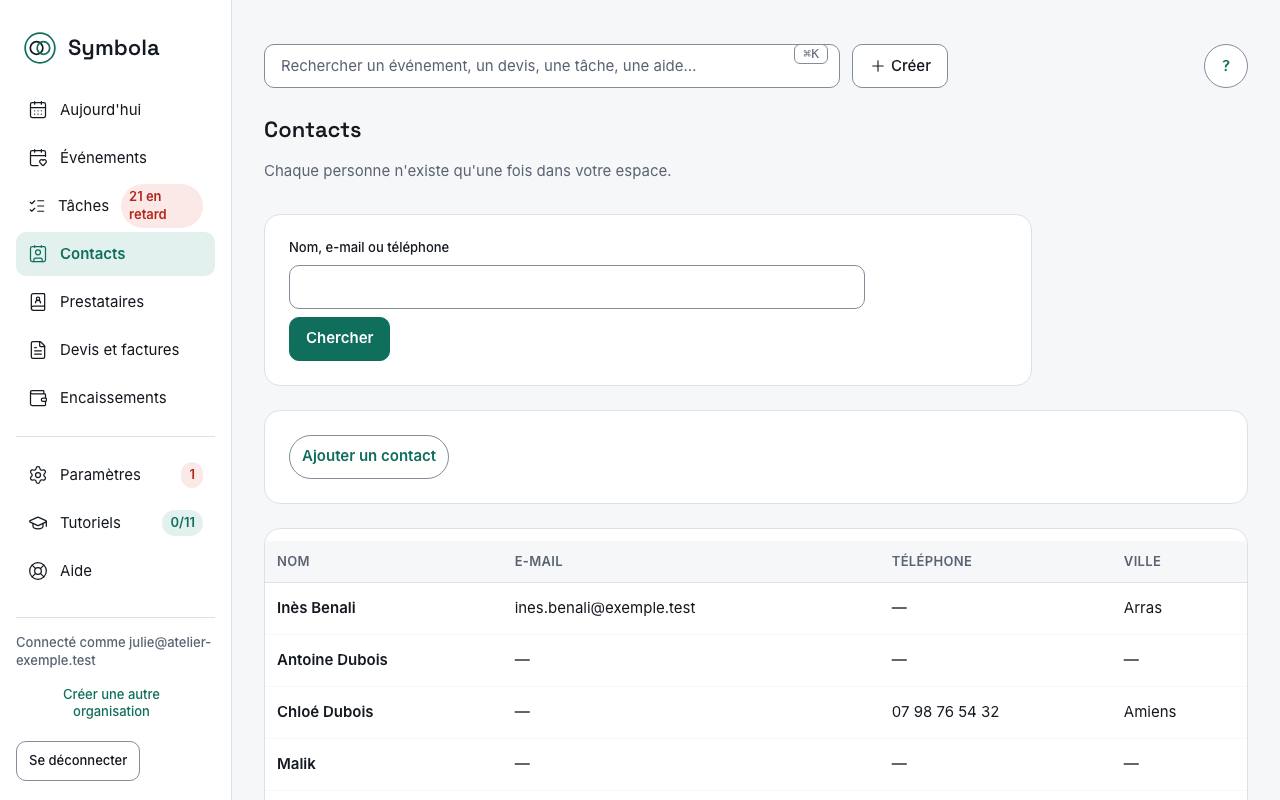 Symbola
Aujourd'hui
Événements
Tâches
21 en
retard
Contacts
Prestataires
Devis et factures
Encaissements
Paramètres 1
Tutoriels 0/11
Aide
Connecté comme julie@atelier-
exemple.test
Créer une autre
organisation
Se déconnecter
Rechercher un événement, un devis, une tâche, une aide... ⌘K
+ Créer
?
Contacts
Chaque personne n'existe qu'une fois dans votre espace.
Nom, e-mail ou téléphone
Chercher
Ajouter un contact
NOM E-MAIL TÉLÉPHONE VILLE
Inès Benali ines.benali@exemple.test — Arras
Antoine Dubois — — —
Chloé Dubois — 07 98 76 54 32 Amiens
Malik — — —